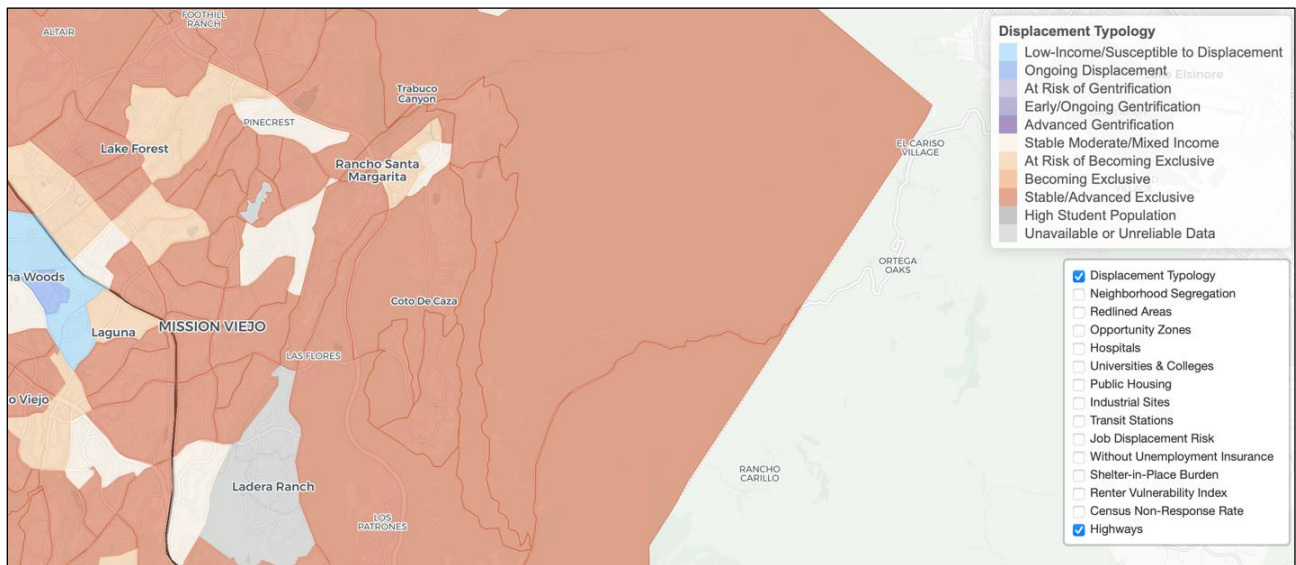 FOOTHILL
RANCH
ALTAIR
Trabuco
Canyon
PINECREST
Lake Forest
Rancho Santa
Margarita
EL CARISO
VILLAGE
na Woods
ORTEGA
OAKS
Coto De Caza
Laguna
MISSION VIEJO
LAS FLORES
o Viejo
RANCHO
CARILLO
Ladera Ranch
LOS
PATRONES
Displacement Typology
Low-Income/Susceptible to Displacement
Ongoing Displacement
At Risk of Gentrification
Early/Ongoing Gentrification
Advanced Gentrification
Stable Moderate/Mixed Income
At Risk of Becoming Exclusive
Becoming Exclusive
Stable/Advanced Exclusive
High Student Population
Unavailable or Unreliable Data
Lake Elsinore
Displacement Typology
Neighborhood Segregation
Redlined Areas
Opportunity Zones
Hospitals
Universities & Colleges
Public Housing
Industrial Sites
Transit Stations
Job Displacement Risk
Without Unemployment Insurance
Shelter-in-Place Burden
Renter Vulnerability Index
Census Non-Response Rate
Highways